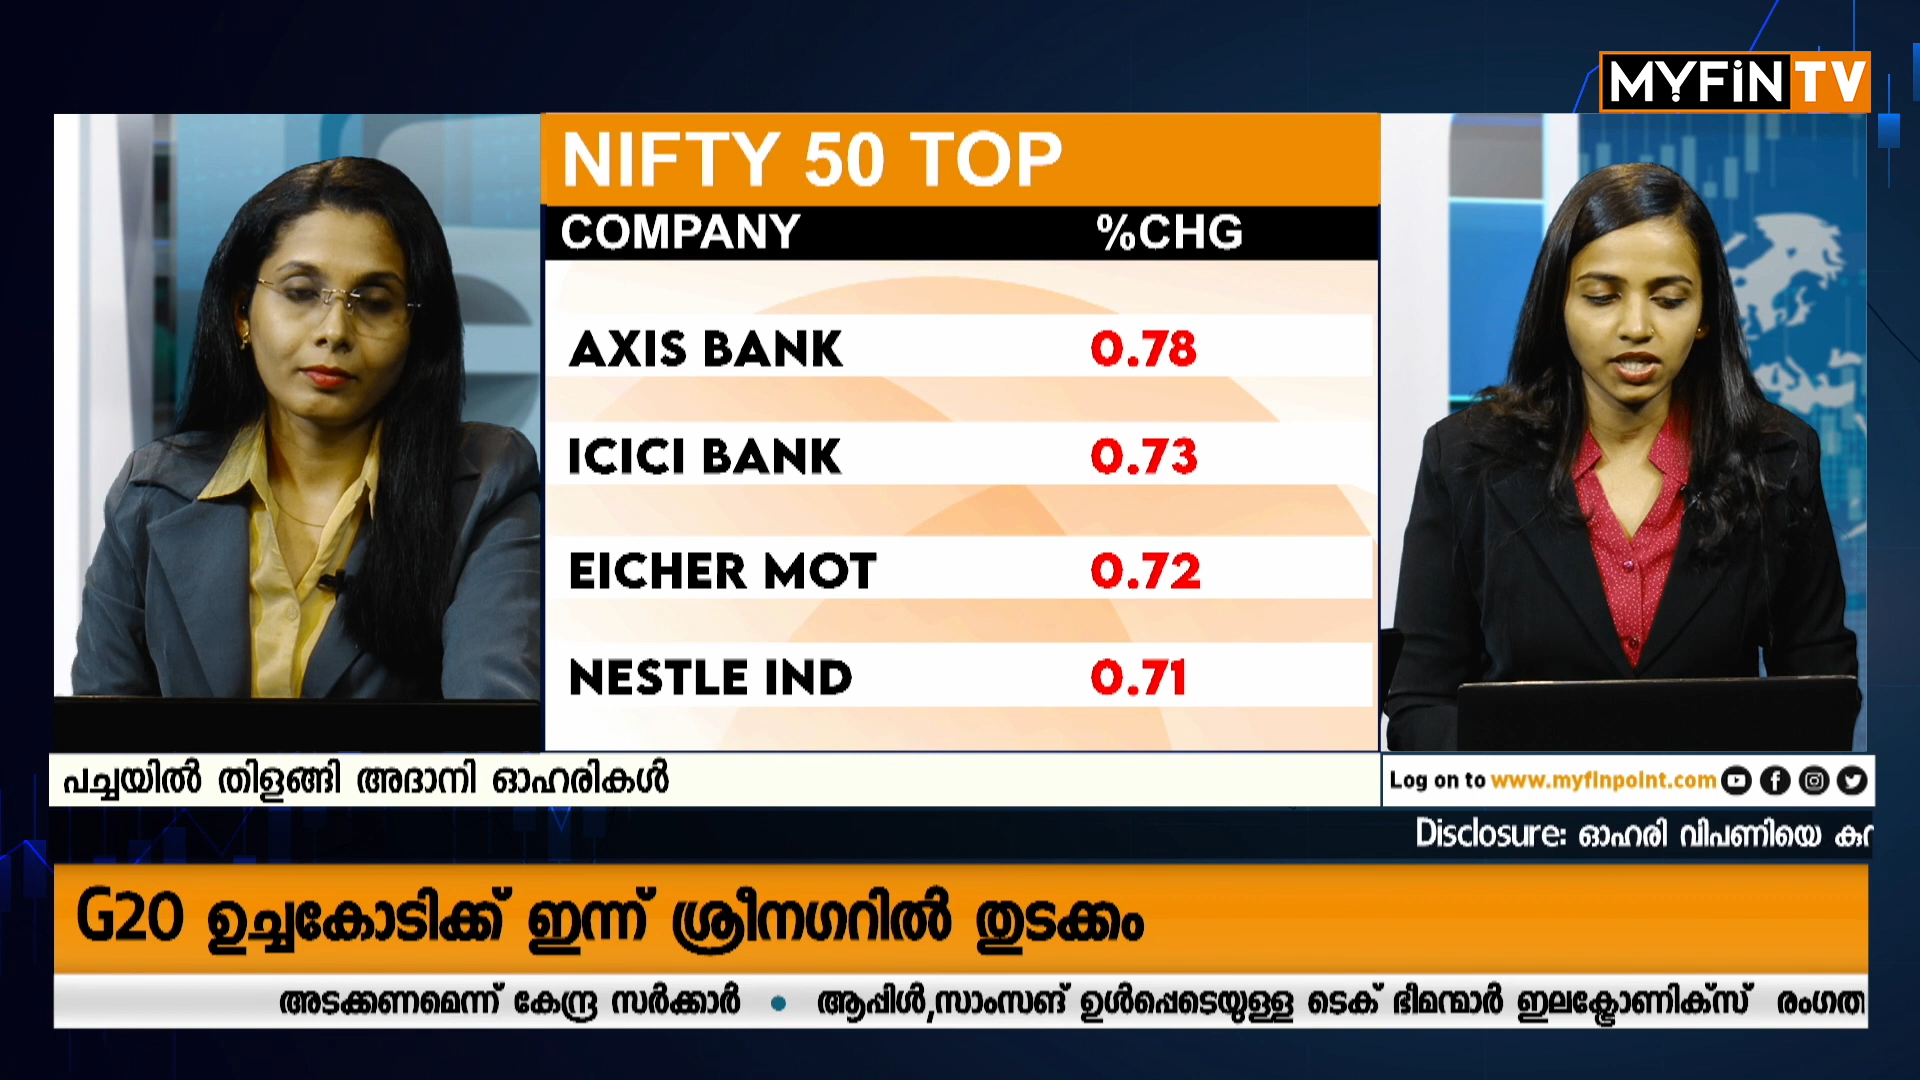 MYFiN TV
NIFTY 50 TOP
COMPANY %CHG
AXIS BANK 0.78
ICICI BANK 0.73
EICHER MOT 0.72
NESTLE IND 0.71
പച്ചയിൽ തിളങ്ങി അദാനി ഓഹരികൾ
Log on to www.myfinpoint.com
Disclosure: ഓഹരി വിപണിയെ
G20 ഉച്ചകോടിക്ക് ഇന്ന് ശ്രീനഗറിൽ തുടക്കം
അടക്കണമെന്ന് കേന്ദ്ര സർക്കാർ • ആപ്പിൾ,സാംസങ് ഉൾപ്പെടെയുള്ള ടെക് ഭീമന്മാർ ഇലക്ട്രോണിക്സ് രംഗത